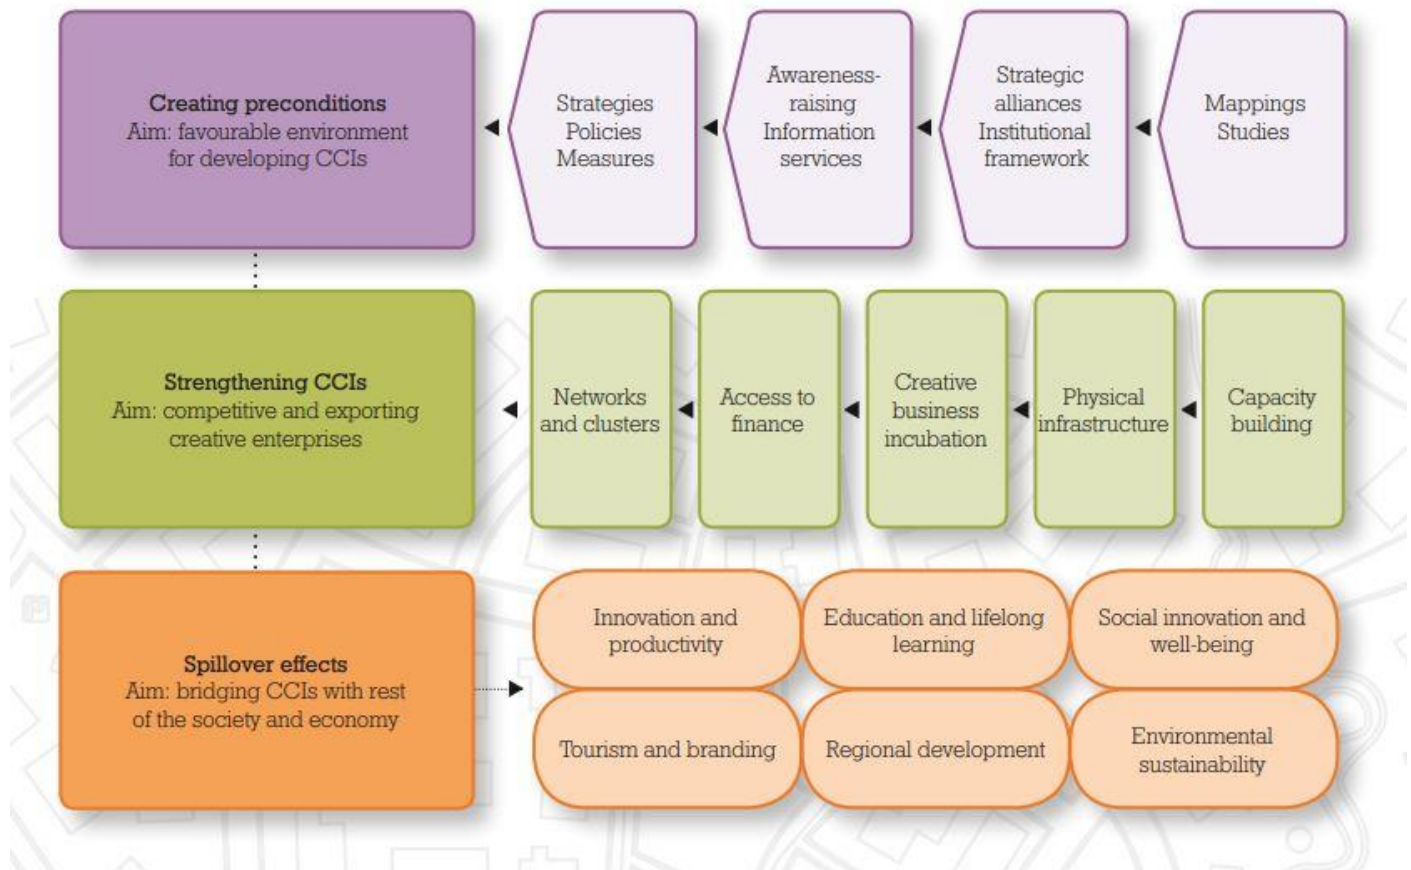 Creating preconditions
Aim: favourable environment
for developing CCIs
Strategies
Policies
Measures
Awareness-
raising
Information
services
Strategic
alliances
Institutional
framework
Mappings
Studies
Strengthening CCIs
Aim: competitive and exporting
creative enterprises
Networks
and clusters
Access to
finance
Creative
business
incubation
Physical
infrastructure
Capacity
building
Spillover effects
Aim: bridging CCIs with rest
of the society and economy
Innovation and
productivity
Education and lifelong
learning
Social innovation and
well-being
Tourism and branding
Regional development
Environmental
sustainability